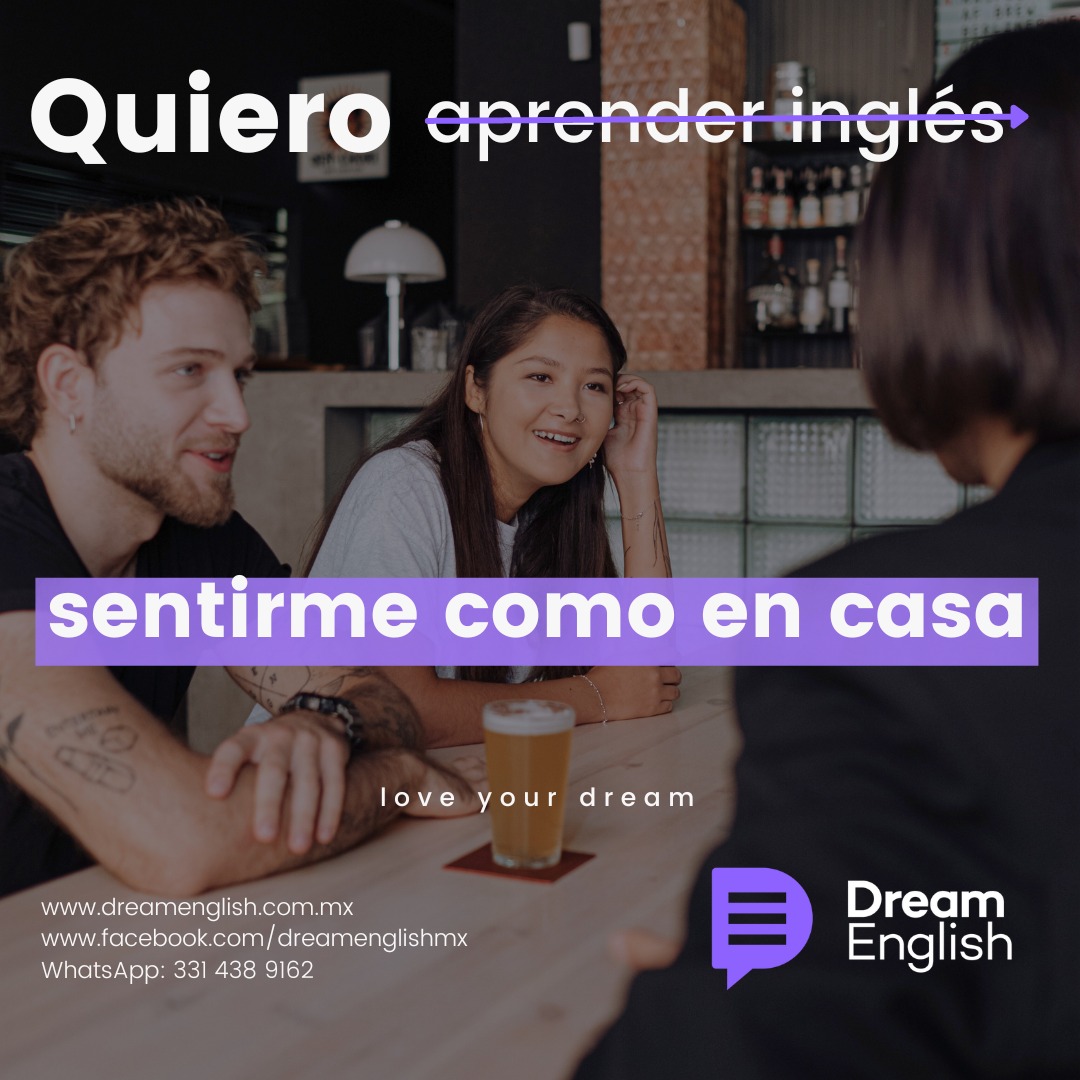 Quiero aprender inglés
sentirme como en casa
love your dream
www.dreamenglish.com.mx
www.facebook.com/dreamenglishmx
WhatsApp: 331 438 9162
Dream
English